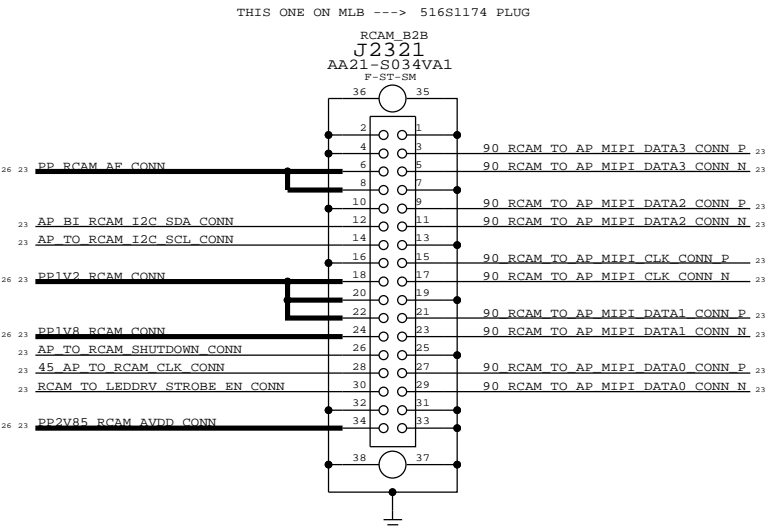 THIS ONE ON MLB ---> 516S1174 PLUG
RCAM_B2B
J2321
AA21-S034VA1
F-ST-SM
36 35
2 1
4 3 90_RCAM_TO_AP_MIPI_DATA3_CONN_P 23
26 23 PP_RCAM_AF_CONN 6 5 90_RCAM_TO_AP_MIPI_DATA3_CONN_N 23
8 7
10 9 90_RCAM_TO_AP_MIPI_DATA2_CONN_P 23
23 AP_BI_RCAM_I2C_SDA_CONN 12 11 90_RCAM_TO_AP_MIPI_DATA2_CONN_N 23
23 AP_TO_RCAM_I2C_SCL_CONN 14 13
16 15 90_RCAM_TO_AP_MIPI_CLK_CONN_P 23
26 23 PP1V2_RCAM_CONN 18 17 90_RCAM_TO_AP_MIPI_CLK_CONN_N 23
20 19
22 21 90_RCAM_TO_AP_MIPI_DATA1_CONN_P 23
26 23 PP1V8_RCAM_CONN 24 23 90_RCAM_TO_AP_MIPI_DATA1_CONN_N 23
23 AP_TO_RCAM_SHUTDOWN_CONN 26 25
23 45_AP_TO_RCAM_CLK_CONN 28 27 90_RCAM_TO_AP_MIPI_DATA0_CONN_P 23
23 RCAM_TO_LEDDRV_STROBE_EN_CONN 30 29 90_RCAM_TO_AP_MIPI_DATA0_CONN_N 23
32 31
26 23 PP2V85_RCAM_AVDD_CONN 34 33
38 37